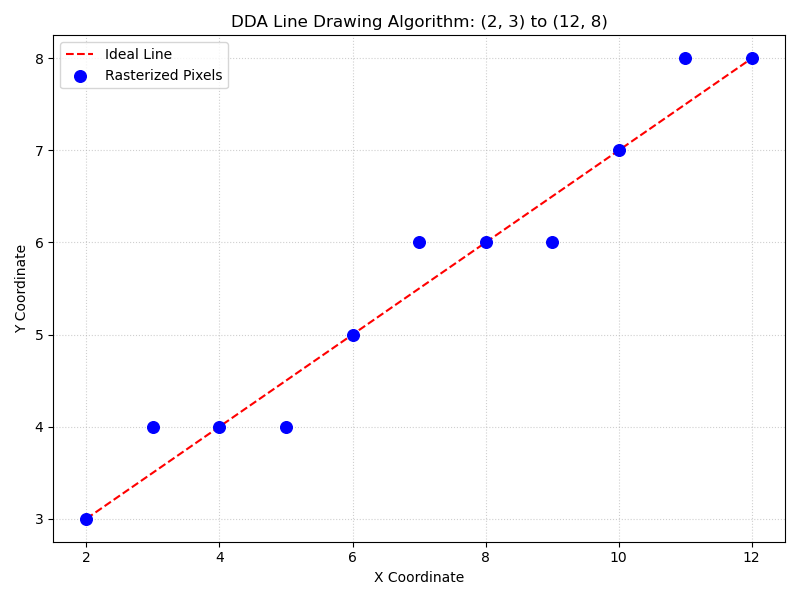 DDA Line Drawing Algorithm: (2, 3) to (12, 8)
Ideal Line
Rasterized Pixels
Y Coordinate
8
7
6
5
4
3
2 4 6 8 10 12
X Coordinate